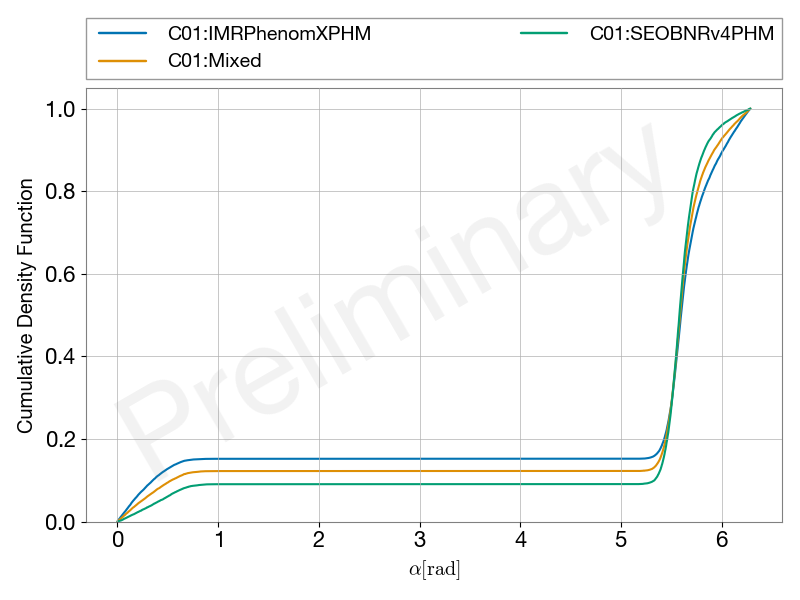 C01:IMRPhenomXPHM
C01:Mixed
C01:SEOBNRv4PHM
Preliminary
Cumulative Density Function
1.0
0.8
0.6
0.4
0.2
0.0
0 1 2 3 4 5 6
α[rad]